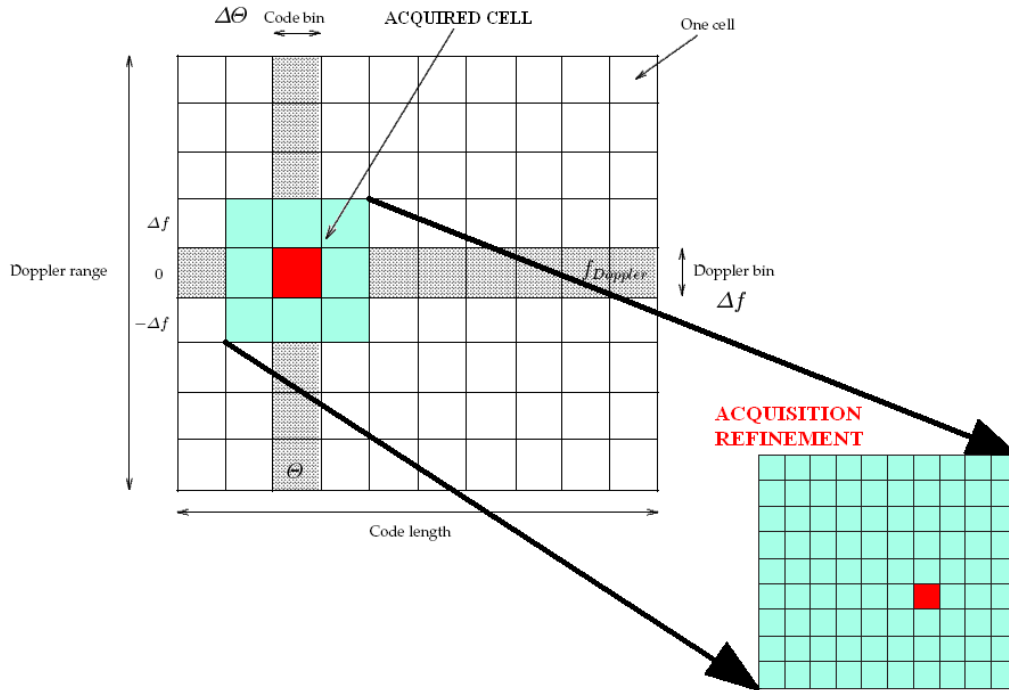 ΔΘ
Code bin
ACQUIRED CELL
One cell
Δf
Doppler range
0
−Δf
f_Doppler
Doppler bin
Δf
ACQUISITION
REFINEMENT
Θ
Code length